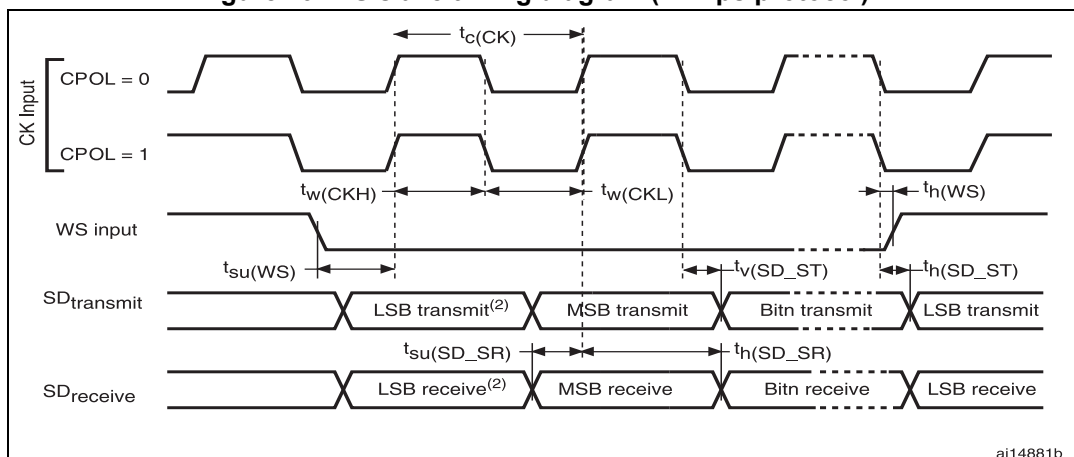 tc(CK)
CK Input
CPOL = 0
CPOL = 1
tw(CKH)
tw(CKL)
th(WS)
WS input
tsu(WS)
tv(SD_ST)
th(SD_ST)
SDtransmit
LSB transmit(2)
MSB transmit
Bitn transmit
LSB transmit
tsu(SD_SR)
th(SD_SR)
SDreceive
LSB receive(2)
MSB receive
Bitn receive
LSB receive
ai14881b